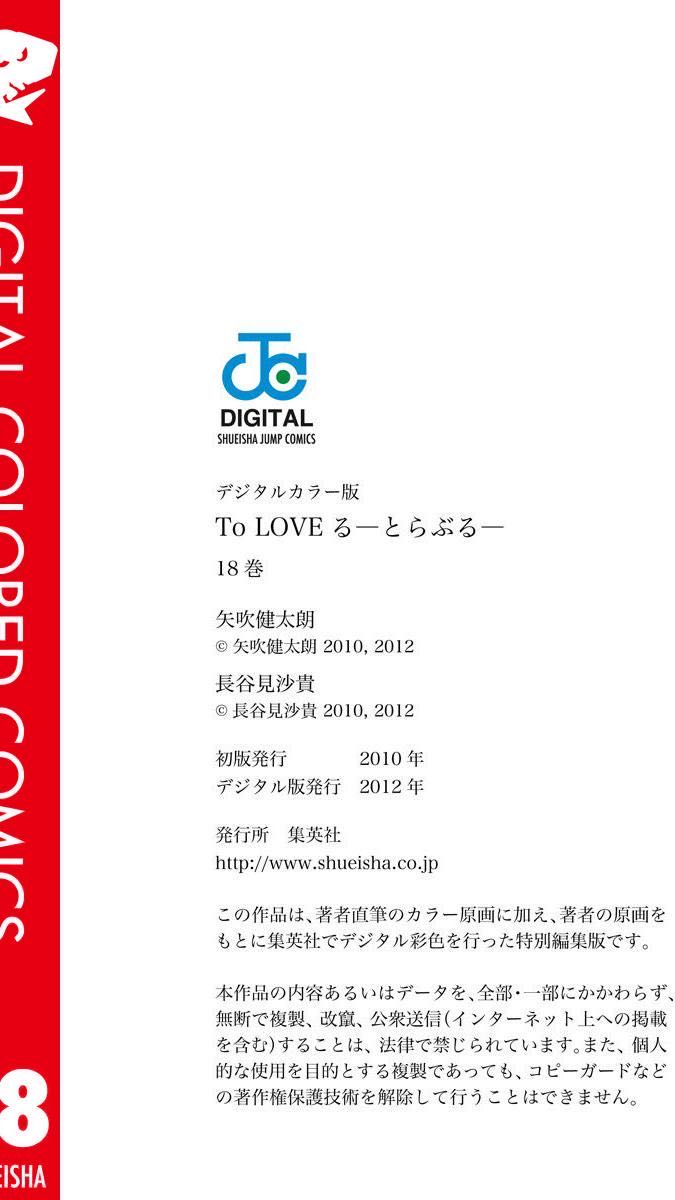 DIGITAL COLORED COMICS
8
EISHA
DIGITAL
SHUEISHA JUMP COMICS
デジタルカラー版
To LOVE る―とらぶる―
18 巻
矢吹健太朗
© 矢吹健太朗 2010, 2012
長谷見沙貴
© 長谷見沙貴 2010, 2012
初版発行 2010 年
デジタル版発行 2012 年
発行所 集英社
http://www.shueisha.co.jp
この作品は、著者直筆のカラー原画に加え、著者の原画を
もとに集英社でデジタル彩色を行った特別編集版です。
本作品の内容あるいはデータを、全部・一部にかかわらず、
無断で複製、改竄、公衆送信(インターネット上への掲載
を含む)することは、法律で禁じられています。また、個人
的な使用を目的とする複製であっても、コピーガードなど
の著作権保護技術を解除して行うことはできません。